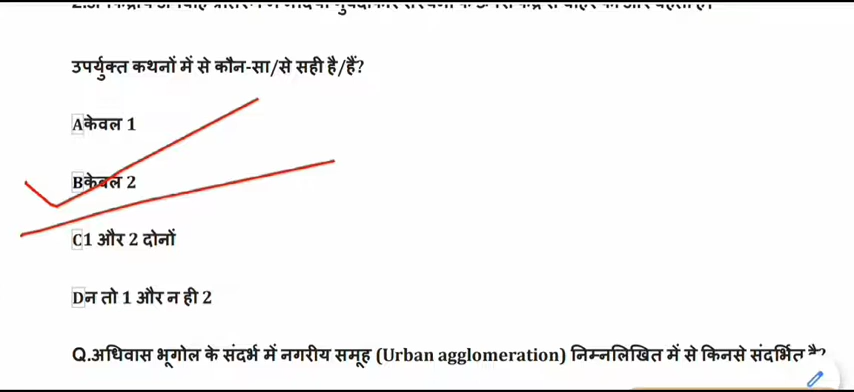 उपर्युक्त कथनों में से कौन-सा/से सही है/हैं?
Aकेवल 1
Bकेवल 2
C1 और 2 दोनों
Dन तो 1 और न ही 2
Q.अधिवास भूगोल के संदर्भ में नगरीय समूह (Urban agglomeration) निम्नलिखित में से किनसे संदर्भित है?